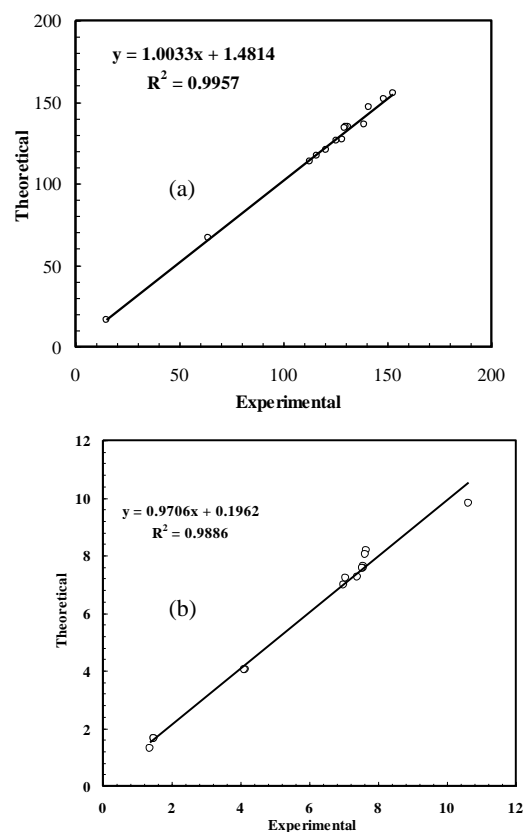 200
y = 1.0033x + 1.4814
R² = 0.9957
150
Theoretical
100
(a)
50
0
0 50 100 150 200
Experimental
12
10
y = 0.9706x + 0.1962
R² = 0.9886
8
Theoretical
6
(b)
4
2
0
0 2 4 6 8 10 12
Experimental